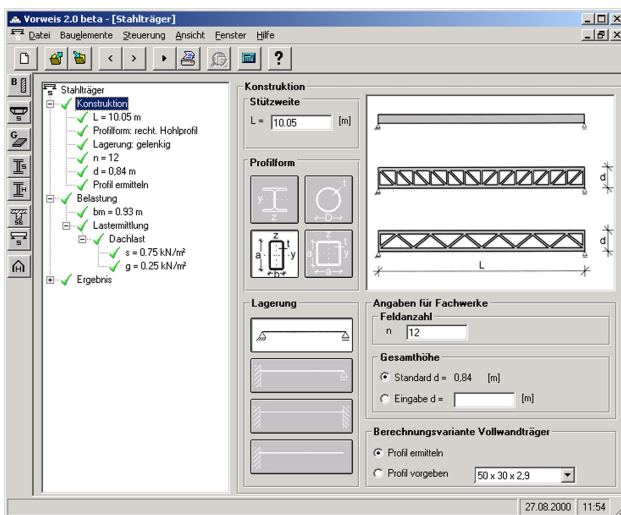 Vorweis 2.0 beta - [Stahlträger]
Datei Bauelemente Steuerung Ansicht Fenster Hilfe
B
S
G
S
H
S6
S
Stahlträger
Konstruktion
L = 10.05 m
Profilform: recht. Hohlprofil
Lagerung: gelenkig
n = 12
d = 0,84 m
Profil ermitteln
Belastung
bm = 0.93 m
Lastermittlung
Dachlast
s = 0.75 kN/m²
g = 0.25 kN/m²
Ergebnis
Konstruktion
Stützweite
L = 10.05 [m]
Profilform
y z
t D
z t a y b
z t y a
Lagerung
d
d
L
Angaben für Fachwerke
Feldanzahl
n 12
Gesamthöhe
Standard d = 0,84 [m]
Eingabe d = [m]
Berechnungsvariante Vollwandträger
Profil ermitteln
Profil vorgeben 50 x 30 x 2,9
27.08.2000 11:54